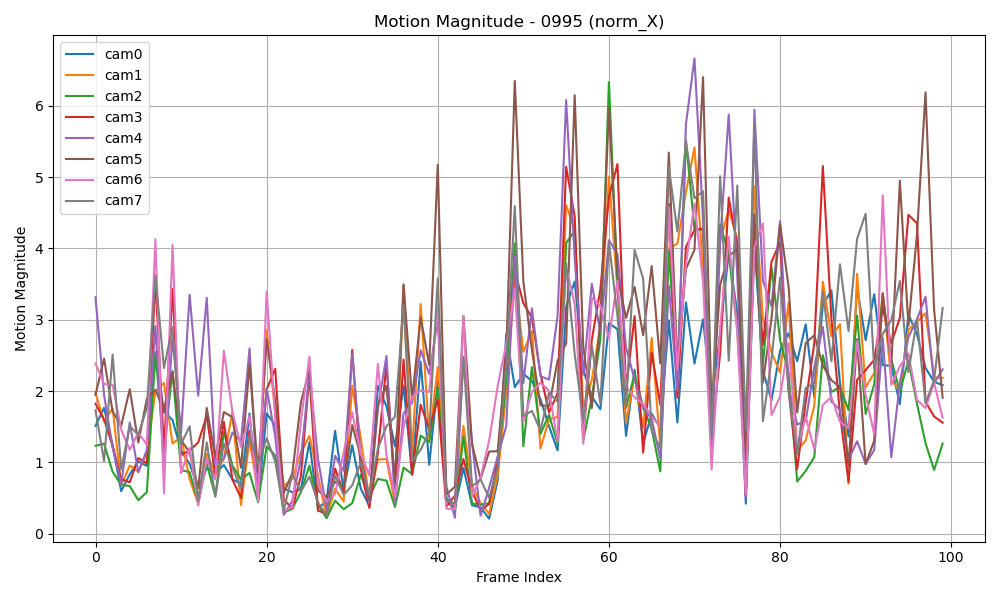 Motion Magnitude - 0995 (norm_X)
cam0
cam1
cam2
cam3
cam4
cam5
cam6
cam7
Motion Magnitude
6
5
4
3
2
1
0
0 20 40 60 80 100
Frame Index